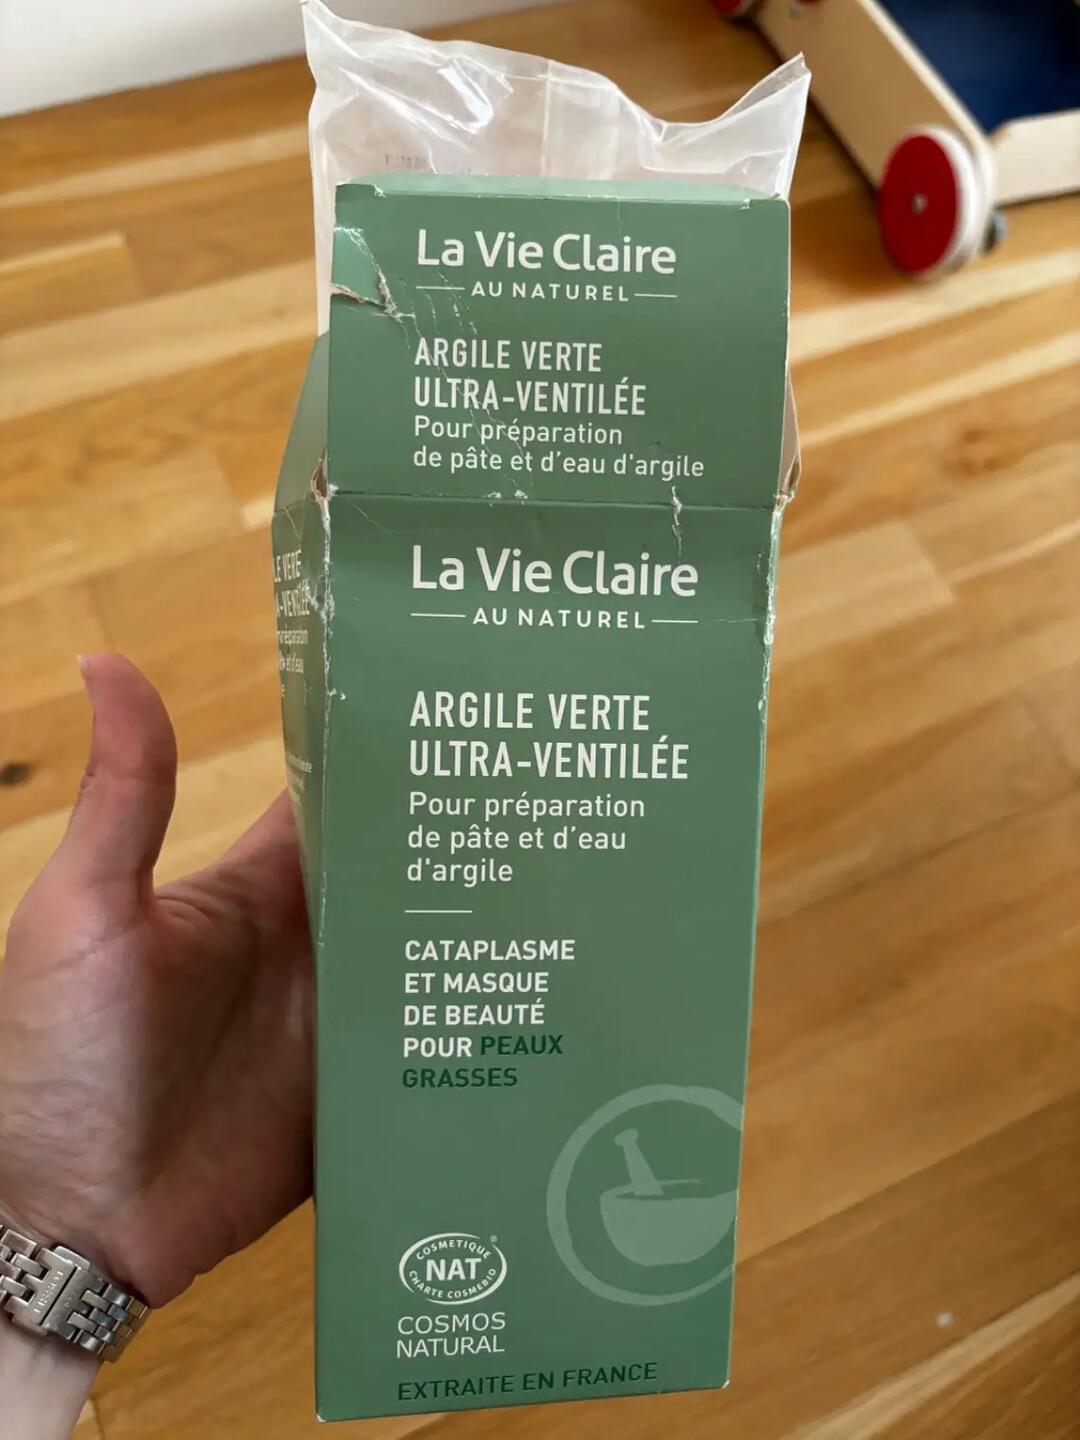 La Vie Claire
AU NATUREL
ARGILE VERTE
ULTRA-VENTILÉE
Pour préparation
de pâte et d'eau d'argile
La Vie Claire
AU NATUREL
ARGILE VERTE
ULTRA-VENTILÉE
Pour préparation
de pâte et d'eau
d'argile
CATAPLASME
ET MASQUE
DE BEAUTÉ
POUR PEAUX
GRASSES
COSMETIQUE
NAT
CHARTE COSMEBIO
®
COSMOS
NATURAL
EXTRAITE EN FRANCE
TISSOT